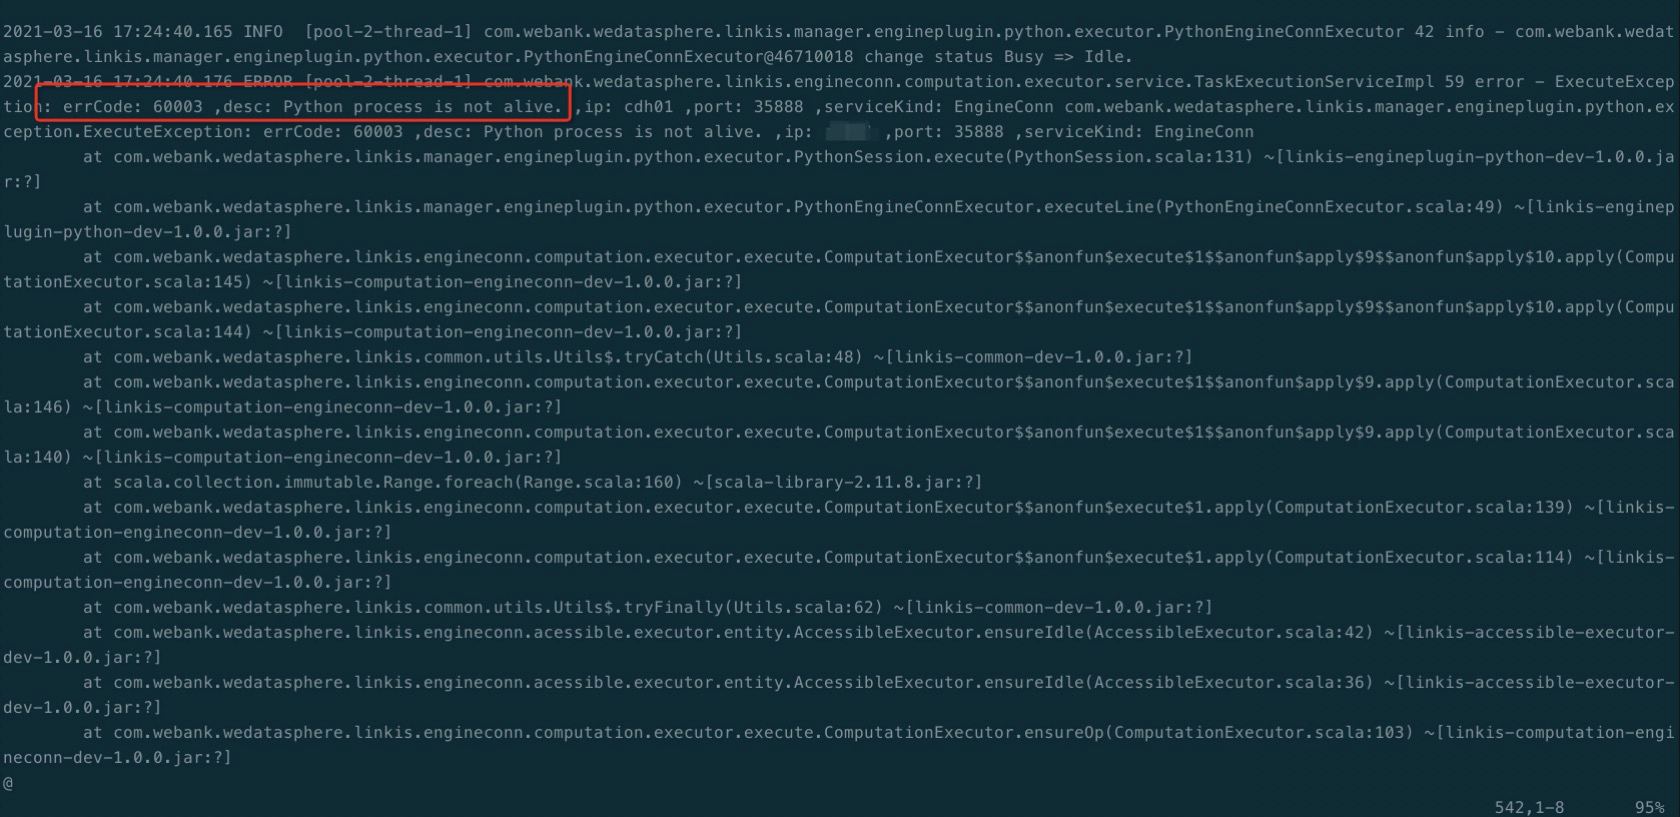 2021-03-16 17:24:40.165 INFO  [pool-2-thread-1] com.webank.wedatasphere.linkis.manager.engineplugin.python.executor.PythonEngineConnExecutor 42 info - com.webank.wedat
asphere.linkis.manager.engineplugin.python.executor.PythonEngineConnExecutor@46710018 change status Busy => Idle.
2021-03-16 17:24:40.176 ERROR [pool-2-thread-1] com.webank.wedatasphere.linkis.engineconn.computation.executor.service.TaskExecutionServiceImpl 59 error - ExecuteExcep
tion: errCode: 60003 ,desc: Python process is not alive. ,ip: cdh01 ,port: 35888 ,serviceKind: EngineConn com.webank.wedatasphere.linkis.manager.engineplugin.python.ex
ception.ExecuteException: errCode: 60003 ,desc: Python process is not alive. ,ip: ,port: 35888 ,serviceKind: EngineConn
at com.webank.wedatasphere.linkis.manager.engineplugin.python.executor.PythonSession.execute(PythonSession.scala:131) ~[linkis-engineplugin-python-dev-1.0.0.ja
r:?]
at com.webank.wedatasphere.linkis.manager.engineplugin.python.executor.PythonEngineConnExecutor.executeLine(PythonEngineConnExecutor.scala:49) ~[linkis-enginep
lugin-python-dev-1.0.0.jar:?]
at com.webank.wedatasphere.linkis.engineconn.computation.executor.execute.ComputationExecutor$$anonfun$execute$1$$anonfun$apply$9$$anonfun$apply$10.apply(Compu
tationExecutor.scala:145) ~[linkis-computation-engineconn-dev-1.0.0.jar:?]
at com.webank.wedatasphere.linkis.engineconn.computation.executor.execute.ComputationExecutor$$anonfun$execute$1$$anonfun$apply$9$$anonfun$apply$10.apply(Compu
tationExecutor.scala:144) ~[linkis-computation-engineconn-dev-1.0.0.jar:?]
at com.webank.wedatasphere.linkis.common.utils.Utils$.tryCatch(Utils.scala:48) ~[linkis-common-dev-1.0.0.jar:?]
at com.webank.wedatasphere.linkis.engineconn.computation.executor.execute.ComputationExecutor$$anonfun$execute$1$$anonfun$apply$9.apply(ComputationExecutor.sca
la:146) ~[linkis-computation-engineconn-dev-1.0.0.jar:?]
at com.webank.wedatasphere.linkis.engineconn.computation.executor.execute.ComputationExecutor$$anonfun$execute$1$$anonfun$apply$9.apply(ComputationExecutor.sca
la:140) ~[linkis-computation-engineconn-dev-1.0.0.jar:?]
at scala.collection.immutable.Range.foreach(Range.scala:160) ~[scala-library-2.11.8.jar:?]
at com.webank.wedatasphere.linkis.engineconn.computation.executor.execute.ComputationExecutor$$anonfun$execute$1.apply(ComputationExecutor.scala:139) ~[linkis-
computation-engineconn-dev-1.0.0.jar:?]
at com.webank.wedatasphere.linkis.engineconn.computation.executor.execute.ComputationExecutor$$anonfun$execute$1.apply(ComputationExecutor.scala:114) ~[linkis-
computation-engineconn-dev-1.0.0.jar:?]
at com.webank.wedatasphere.linkis.common.utils.Utils$.tryFinally(Utils.scala:62) ~[linkis-common-dev-1.0.0.jar:?]
at com.webank.wedatasphere.linkis.engineconn.acessible.executor.entity.AccessibleExecutor.ensureIdle(AccessibleExecutor.scala:42) ~[linkis-accessible-executor-
dev-1.0.0.jar:?]
at com.webank.wedatasphere.linkis.engineconn.acessible.executor.entity.AccessibleExecutor.ensureIdle(AccessibleExecutor.scala:36) ~[linkis-accessible-executor-
dev-1.0.0.jar:?]
at com.webank.wedatasphere.linkis.engineconn.computation.executor.execute.ComputationExecutor.ensureOp(ComputationExecutor.scala:103) ~[linkis-computation-engi
neconn-dev-1.0.0.jar:?]
@
542,1-8 95%